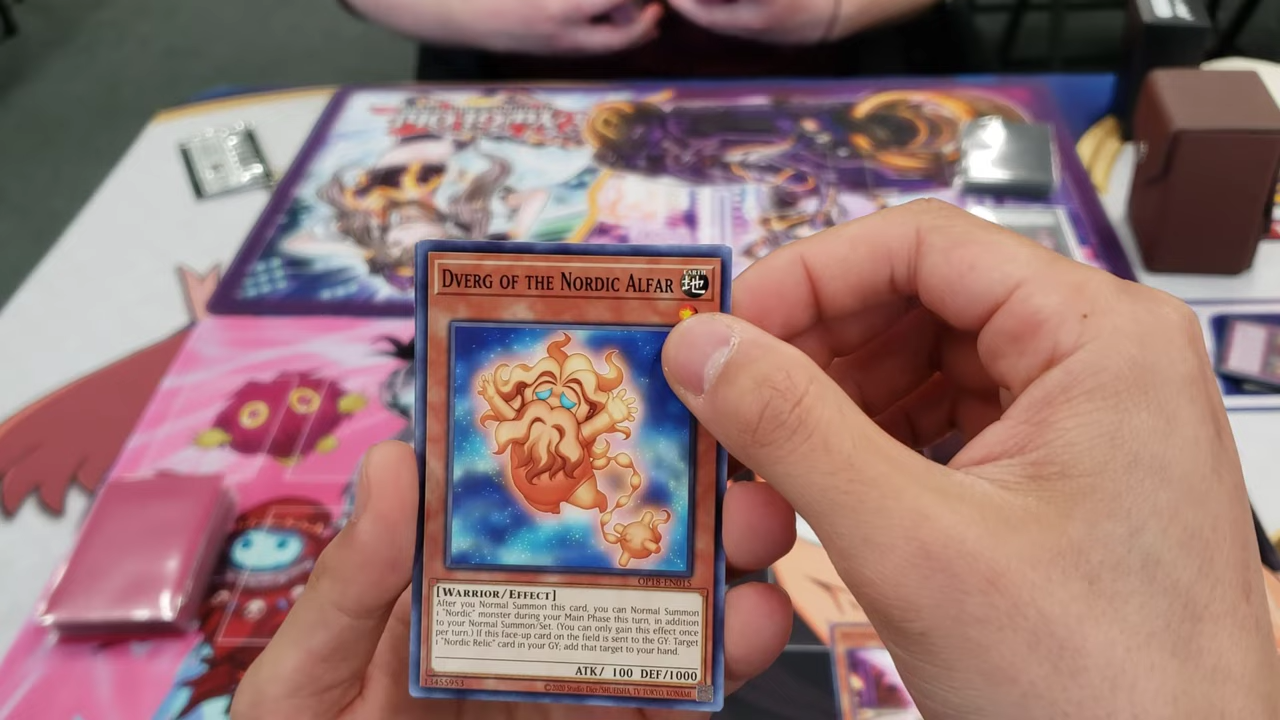 Dverg of the Nordic Alfar
EARTH
地
OP18-EN015
[Warrior/Effect]
After you Normal Summon this card, you can Normal Summon
1 "Nordic" monster during your Main Phase this turn, in addition
to your Normal Summon/Set. (You can only gain this effect once
per turn.) If this face-up card on the field is sent to the GY: Target
1 "Nordic Relic" card in your GY; add that target to your hand.
ATK/ 100 DEF/1000
13455953
©2020 Studio Dice/SHUEISHA, TV TOKYO, KONAMI